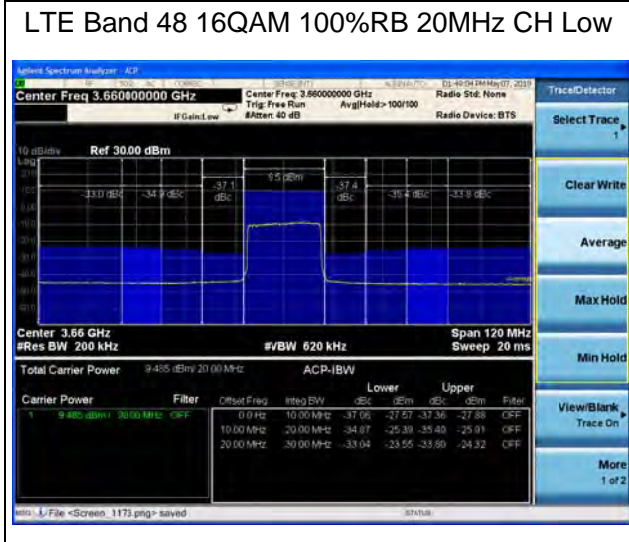 LTE Band 48 16QAM 100%RB 20MHz CH Low
Agilent Spectrum Analyzer - ACP
01:49:04 PM May 07, 2019
Center Freq 3.660000000 GHz
Center Freq: 3.660000000 GHz
Radio Std: None
Trig: Free Run
Avg|Hold:>100/100
IFGain:Low
#Atten: 40 dB
Radio Device: BTS
10 dB/div
Ref 30.00 dBm
Log
9.5 dBm
-33.0 dBc
-34.9 dBc
-37.1 dBc
-37.4 dBc
-35.4 dBc
-33.8 dBc
Center 3.66 GHz
Span 120 MHz
#Res BW 200 kHz
#VBW 620 kHz
Sweep 20 ms
Total Carrier Power
9.485 dBm/ 20.00 MHz
ACP-IBW
Lower
Upper
Carrier Power
Filter
Offset Freq
Integ BW
dBc
dBm
dBc
dBm
Filter
1 9.485 dBm / 20.00 MHz OFF
0.0 Hz 10.00 MHz -37.06 -27.57 -37.36 -27.88 OFF
10.00 MHz 20.00 MHz -34.87 -25.39 -35.40 -25.91 OFF
20.00 MHz 30.00 MHz -33.04 -23.55 -33.80 -24.32 OFF
MSG
File <Screen_1173.png> saved
STATUS
Trace/Detector
Select Trace
1
Clear Write
Average
Max Hold
Min Hold
View/Blank
Trace On
More
1 of 2